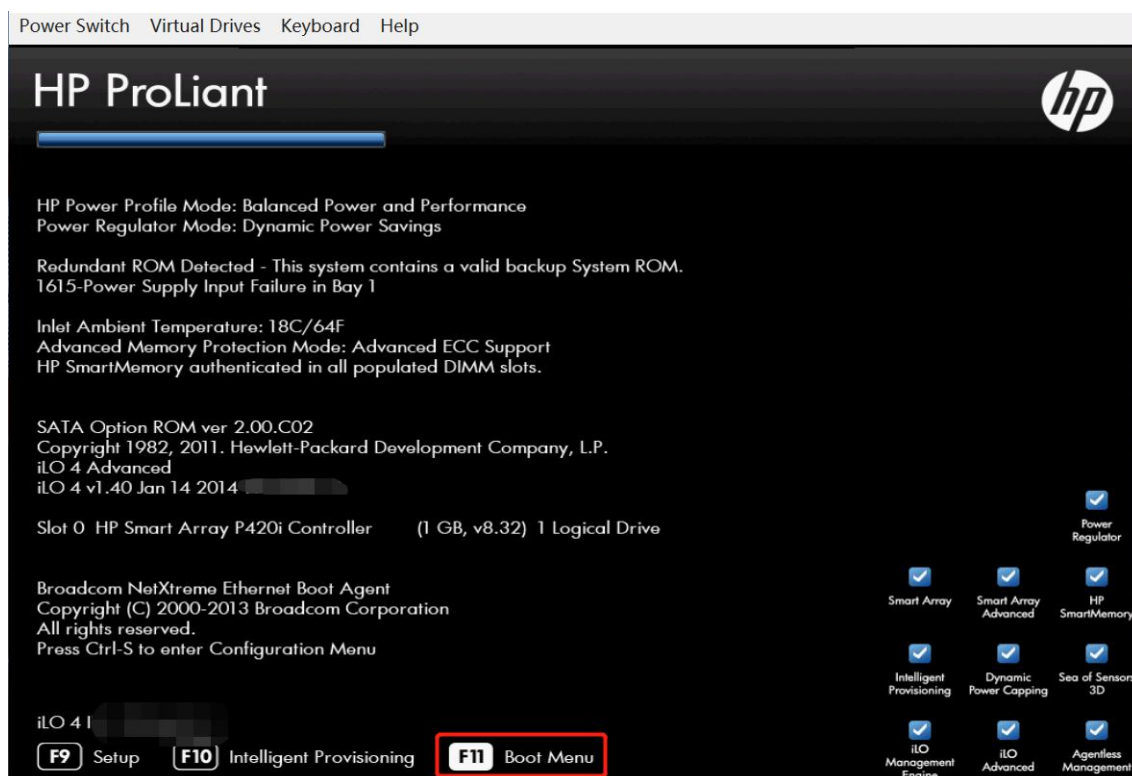 Power Switch Virtual Drives Keyboard Help
HP ProLiant
hp
HP Power Profile Mode: Balanced Power and Performance
Power Regulator Mode: Dynamic Power Savings
Redundant ROM Detected - This system contains a valid backup System ROM.
1615-Power Supply Input Failure in Bay 1
Inlet Ambient Temperature: 18C/64F
Advanced Memory Protection Mode: Advanced ECC Support
HP SmartMemory authenticated in all populated DIMM slots.
SATA Option ROM ver 2.00.C02
Copyright 1982, 2011. Hewlett-Packard Development Company, L.P.
iLO 4 Advanced
iLO 4 v1.40 Jan 14 2014
Slot 0 HP Smart Array P420i Controller (1 GB, v8.32) 1 Logical Drive
Broadcom NetXtreme Ethernet Boot Agent
Copyright (C) 2000-2013 Broadcom Corporation
All rights reserved.
Press Ctrl-S to enter Configuration Menu
iLO 4
F9 Setup F10 Intelligent Provisioning F11 Boot Menu
Power
Regulator
Smart Array
Smart Array
Advanced
HP
SmartMemory
Intelligent
Provisioning
Dynamic
Power Capping
Sea of Sensors
3D
iLO
Management
Engine
iLO
Advanced
Agentless
Management